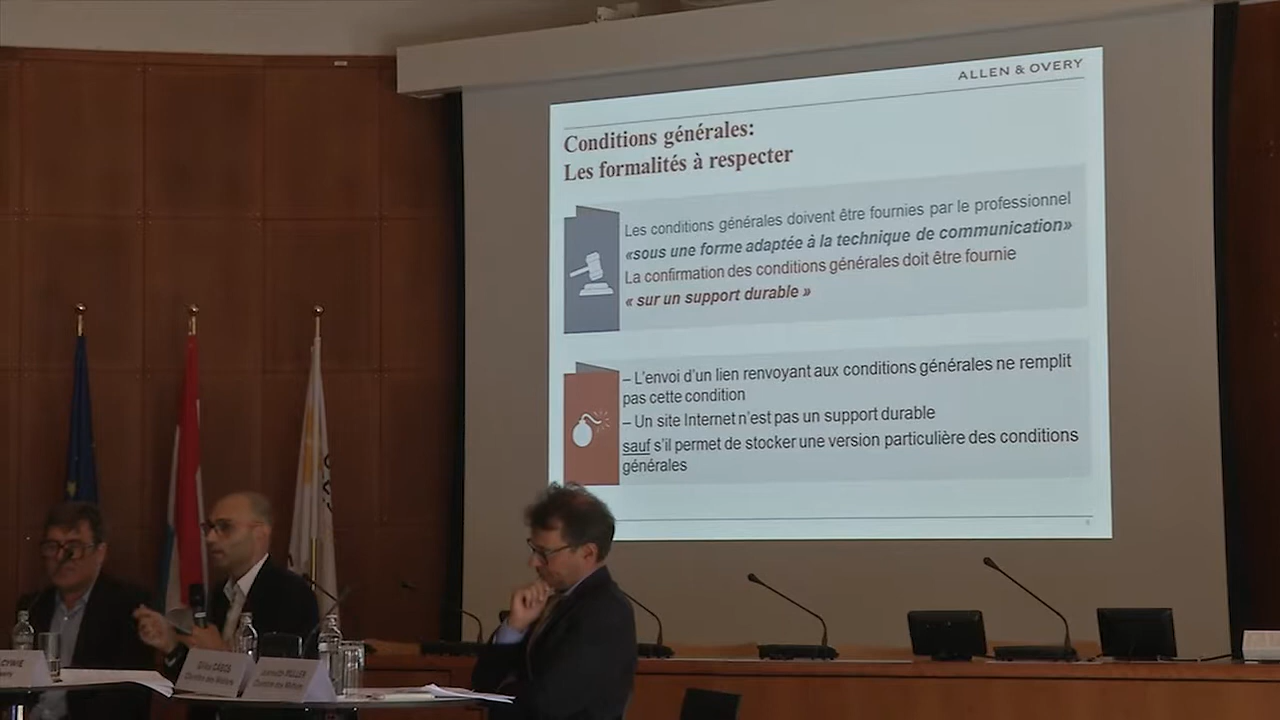 ALLEN & OVERY
Conditions générales:
Les formalités à respecter
Les conditions générales doivent être fournies par le professionnel
«sous une forme adaptée à la technique de communication»
La confirmation des conditions générales doit être fournie
« sur un support durable »
– L'envoi d'un lien renvoyant aux conditions générales ne remplit
pas cette condition
– Un site Internet n'est pas un support durable
sauf s'il permet de stocker une version particulière des conditions
générales
Gilles CASCO
MULLER